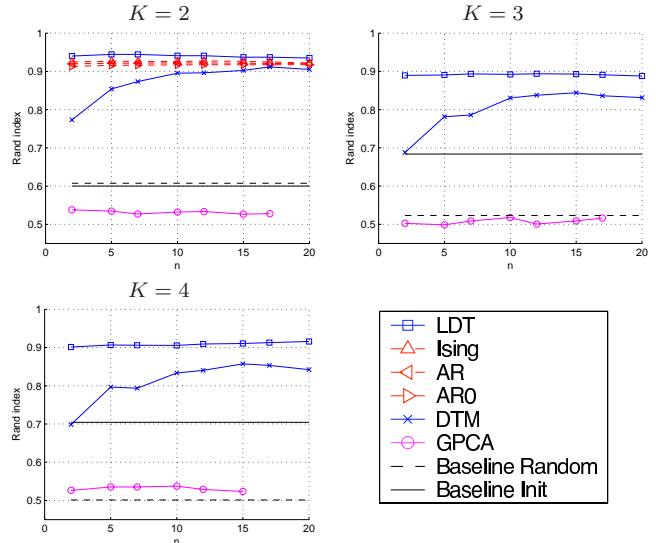 K = 2
1
0.9
0.8
0.7
0.6
0.5
Rand index
0 5 10 15 20
n
K = 3
1
0.9
0.8
0.7
0.6
0.5
Rand index
0 5 10 15 20
n
K = 4
1
0.9
0.8
0.7
0.6
0.5
Rand index
0 5 10 15 20
n
LDT
Ising
AR
AR0
DTM
GPCA
Baseline Random
Baseline Init